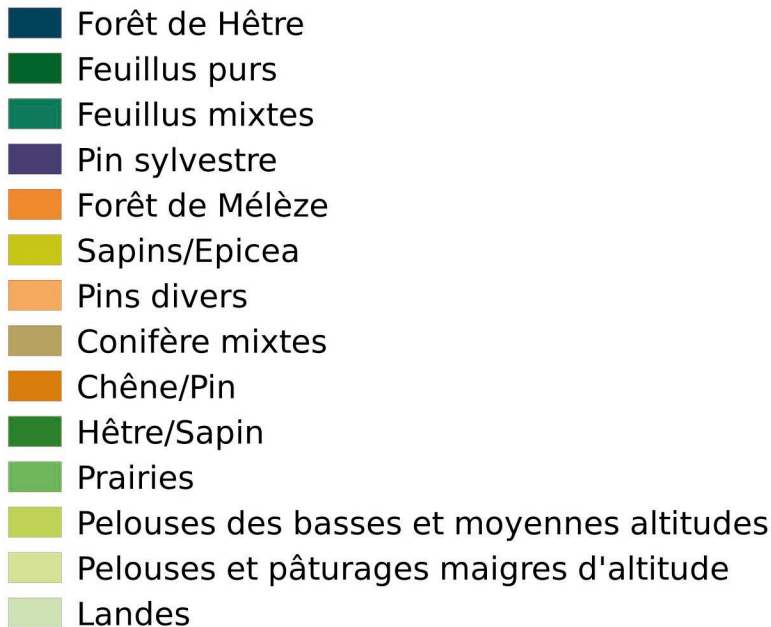 Forêt de Hêtre
Feuillus purs
Feuillus mixtes
Pin sylvestre
Forêt de Mélèze
Sapins/Epicea
Pins divers
Conifère mixtes
Chêne/Pin
Hêtre/Sapin
Prairies
Pelouses des basses et moyennes altitudes
Pelouses et pâturages maigres d'altitude
Landes